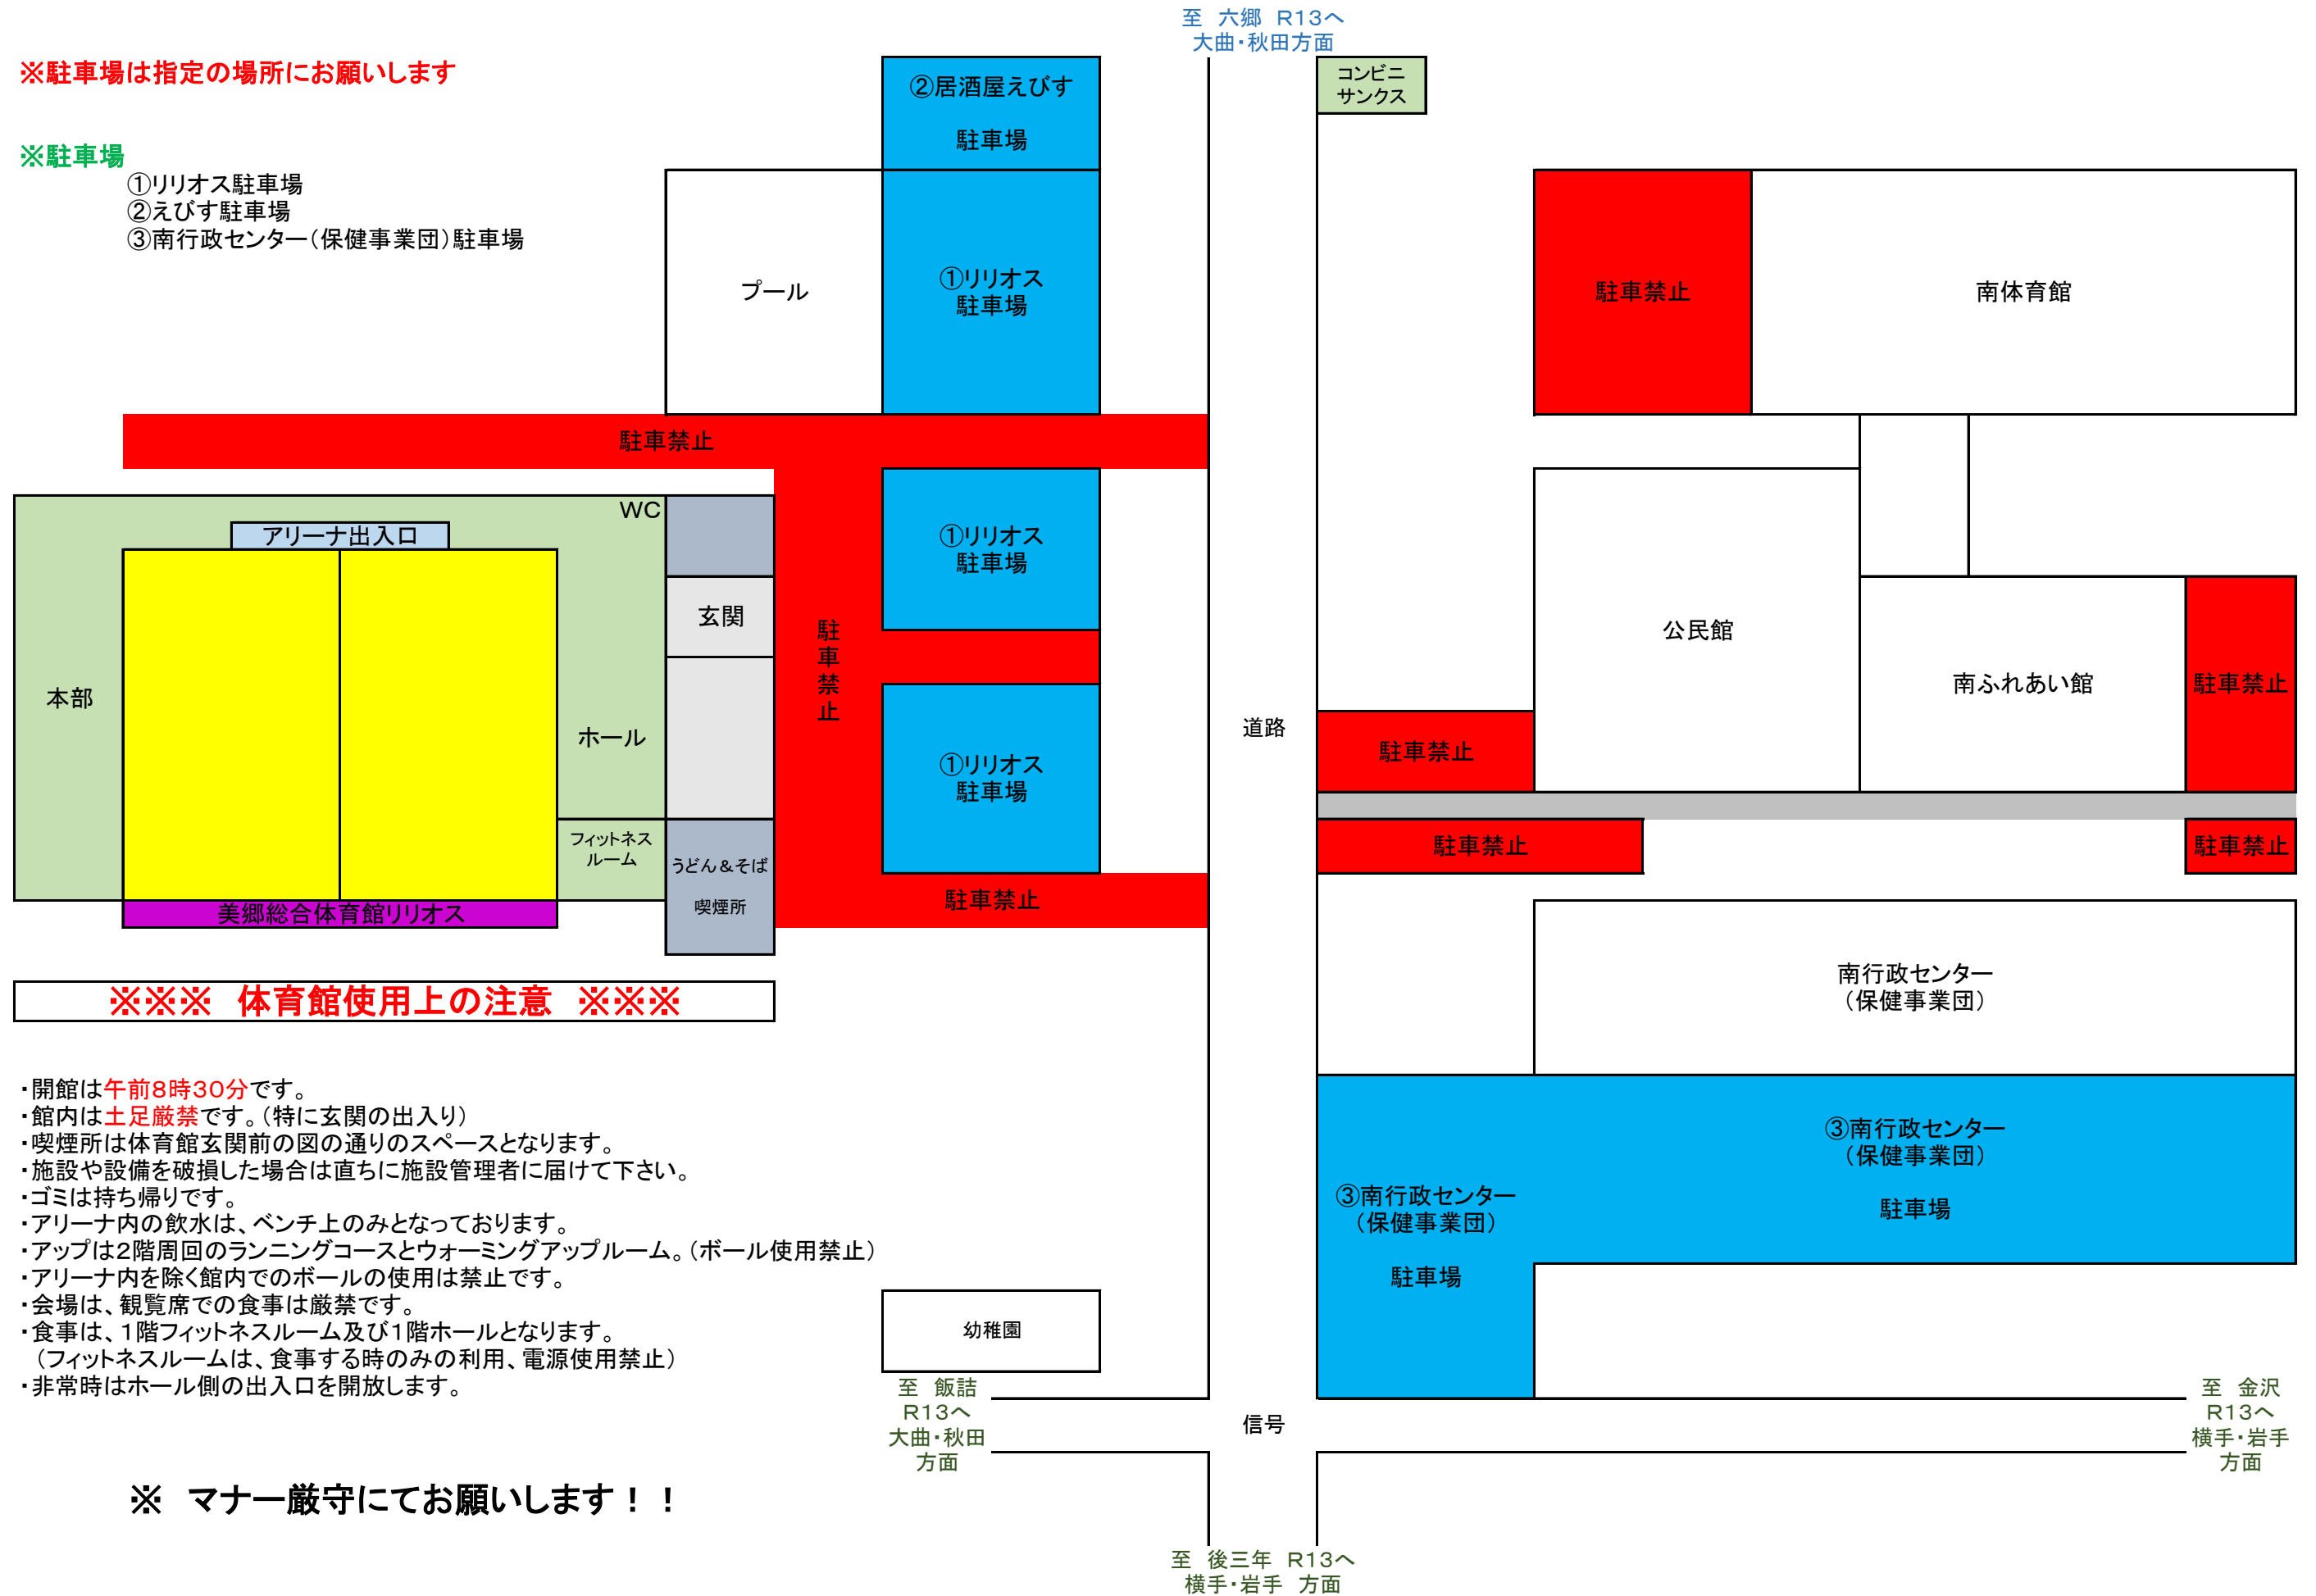 至　六郷　R13へ
大曲・秋田方面
※駐車場は指定の場所にお願いします
※駐車場
①リリオス駐車場
②えびす駐車場
③南行政センター（保健事業団）駐車場
②居酒屋えびす
駐車場
コンビニ
サンクス
プール
①リリオス
駐車場
駐車禁止
南体育館
駐車禁止
WC
アリーナ出入口
①リリオス
駐車場
玄関
駐車禁止
公民館
本部
ホール
南ふれあい館
駐車禁止
道路
駐車禁止
①リリオス
駐車場
フィットネス
ルーム
うどん＆そば
喫煙所
駐車禁止
駐車禁止
駐車禁止
美郷総合体育館リリオス
南行政センター
（保健事業団）
※※※　体育館使用上の注意　※※※
・開館は午前8時30分です。
・館内は土足厳禁です。（特に玄関の出入り）
・喫煙所は体育館玄関前の図の通りのスペースとなります。
・施設や設備を破損した場合は直ちに施設管理者に届けて下さい。
・ゴミは持ち帰りです。
・アリーナ内の飲水は、ベンチ上のみとなっております。
・アップは2階周回のランニングコースとウォーミングアップルーム。（ボール使用禁止）
・アリーナ内を除く館内でのボールの使用は禁止です。
・会場は、観覧席での食事は厳禁です。
・食事は、1階フィットネスルーム及び1階ホールとなります。
（フィットネスルームは、食事する時のみの利用、電源使用禁止）
・非常時はホール側の出入口を開放します。
③南行政センター
（保健事業団）
駐車場
③南行政センター
（保健事業団）
駐車場
幼稚園
至　飯詰
R13へ
大曲・秋田
方面
信号
至　金沢
R13へ
横手・岩手
方面
※　マナー厳守にてお願いします！！
至　後三年　R13へ
横手・岩手　方面